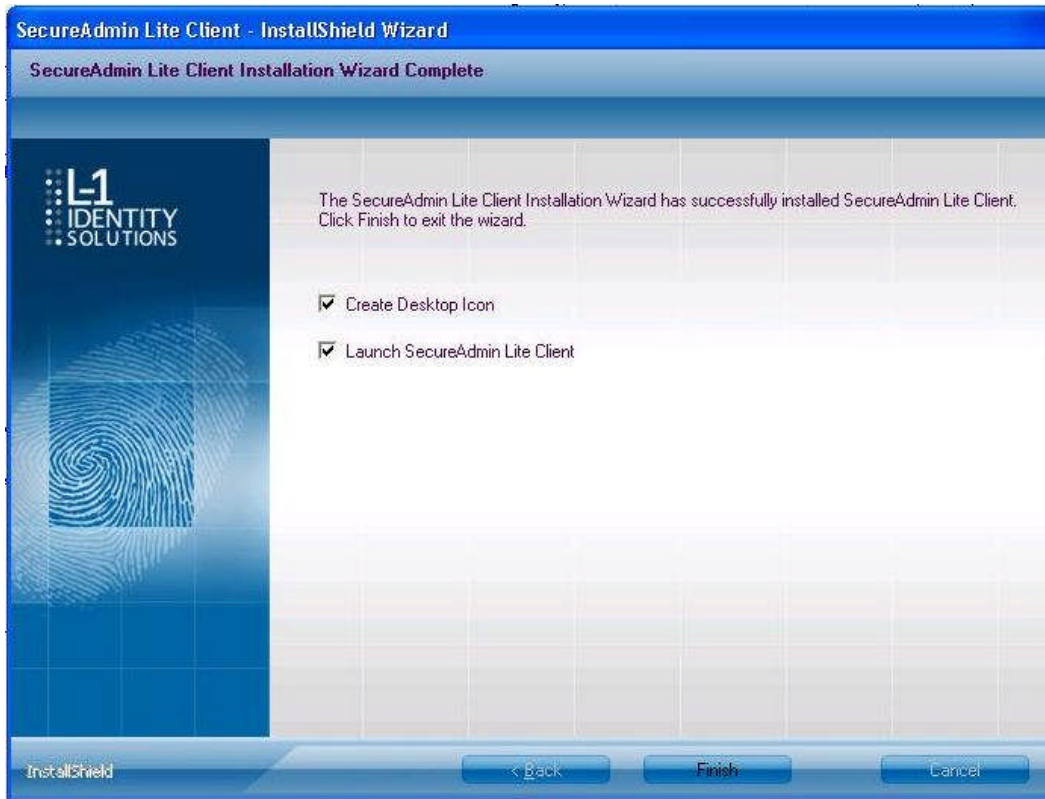 SecureAdmin Lite Client - InstallShield Wizard
SecureAdmin Lite Client Installation Wizard Complete
L-1
IDENTITY
SOLUTIONS
The SecureAdmin Lite Client Installation Wizard has successfully installed SecureAdmin Lite Client.
Click Finish to exit the wizard.
Create Desktop Icon
Launch SecureAdmin Lite Client
InstallShield
< Back
Finish
Cancel